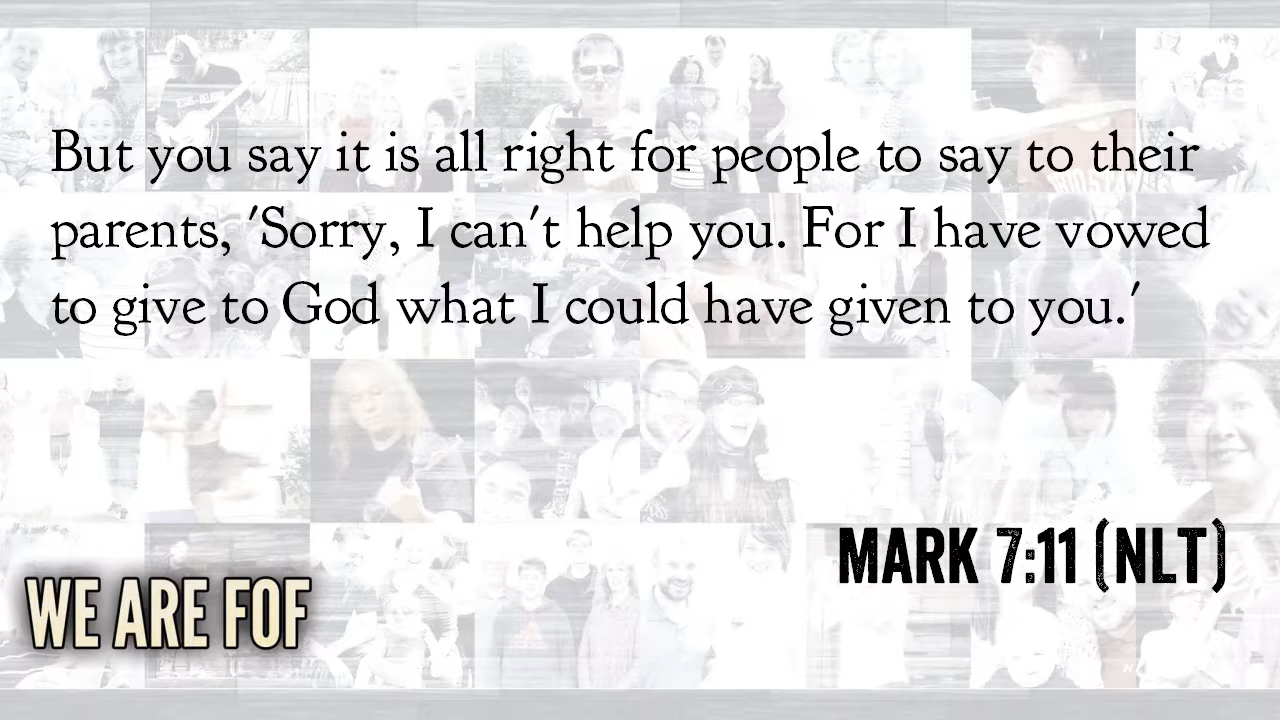 But you say it is all right for people to say to their
parents, 'Sorry, I can't help you. For I have vowed
to give to God what I could have given to you.'
MARK 7:11 (NLT)
WE ARE FOF